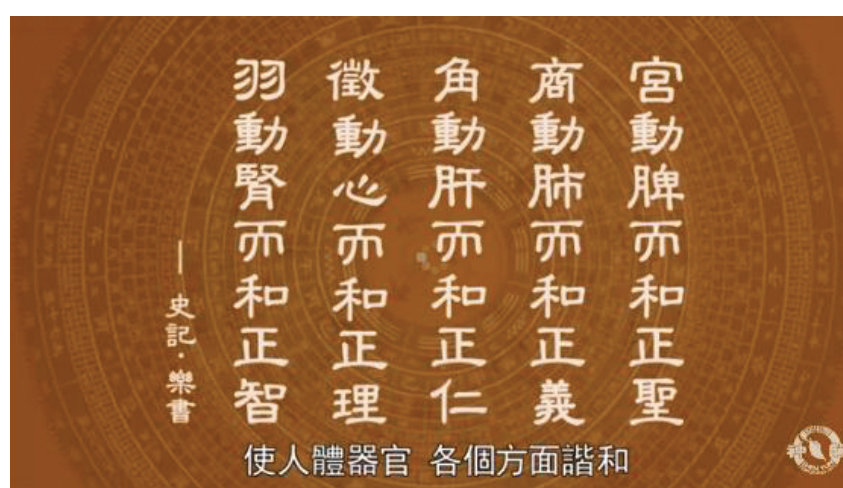 宮動脾而和正聖
商動肺而和正義
角動肝而和正仁
徵動心而和正理
羽動腎而和正智
—史記·樂書
使人體器官 各個方面諧和